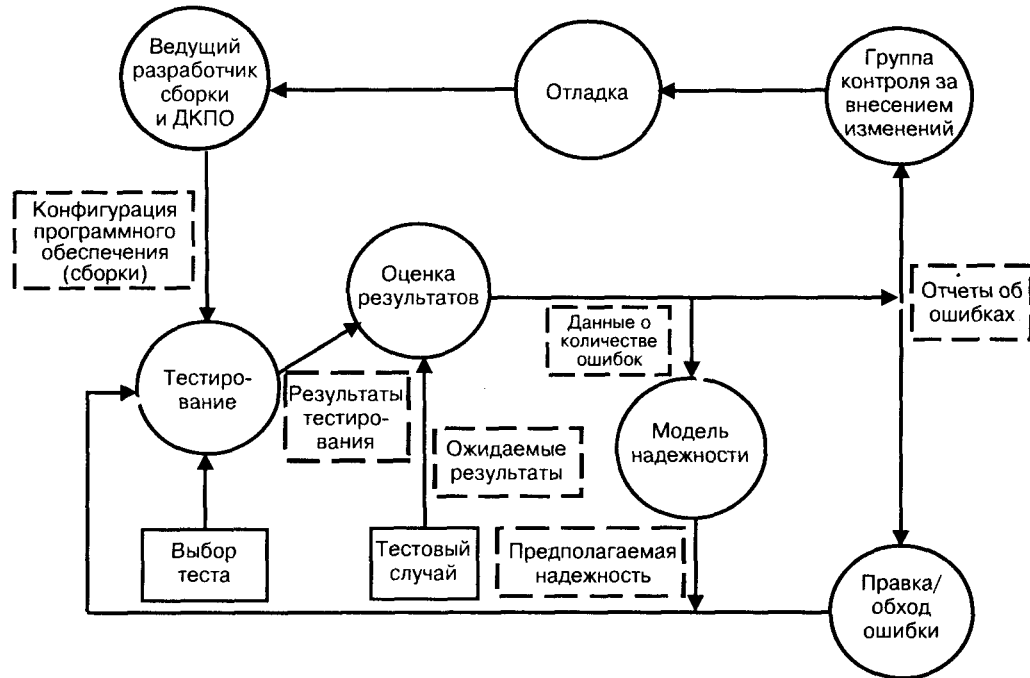 Ведущий
разработчик
сборки
и ДКПО
Отладка
Группа
контроля за
внесением
изменений
Конфигурация
программного
обеспечения
(сборки)
Оценка
результатов
Данные о
количестве
ошибок
Отчеты об
ошибках
Тестиро-
вание
Результаты
тестиро-
вания
Ожидаемые
результаты
Модель
надежности
Выбор
теста
Тестовый
случай
Предполагаемая
надежность
Правка/
обход
ошибки